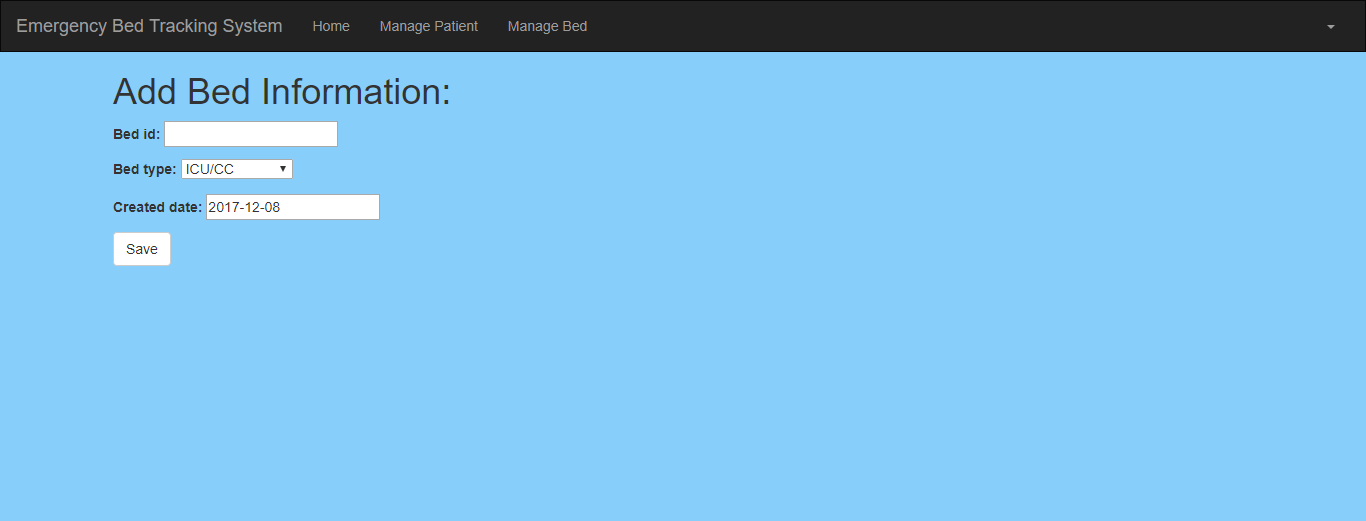 Emergency Bed Tracking System Home Manage Patient Manage Bed
Add Bed Information:
Bed id:
Bed type: ICU/CC
Created date: 2017-12-08
Save